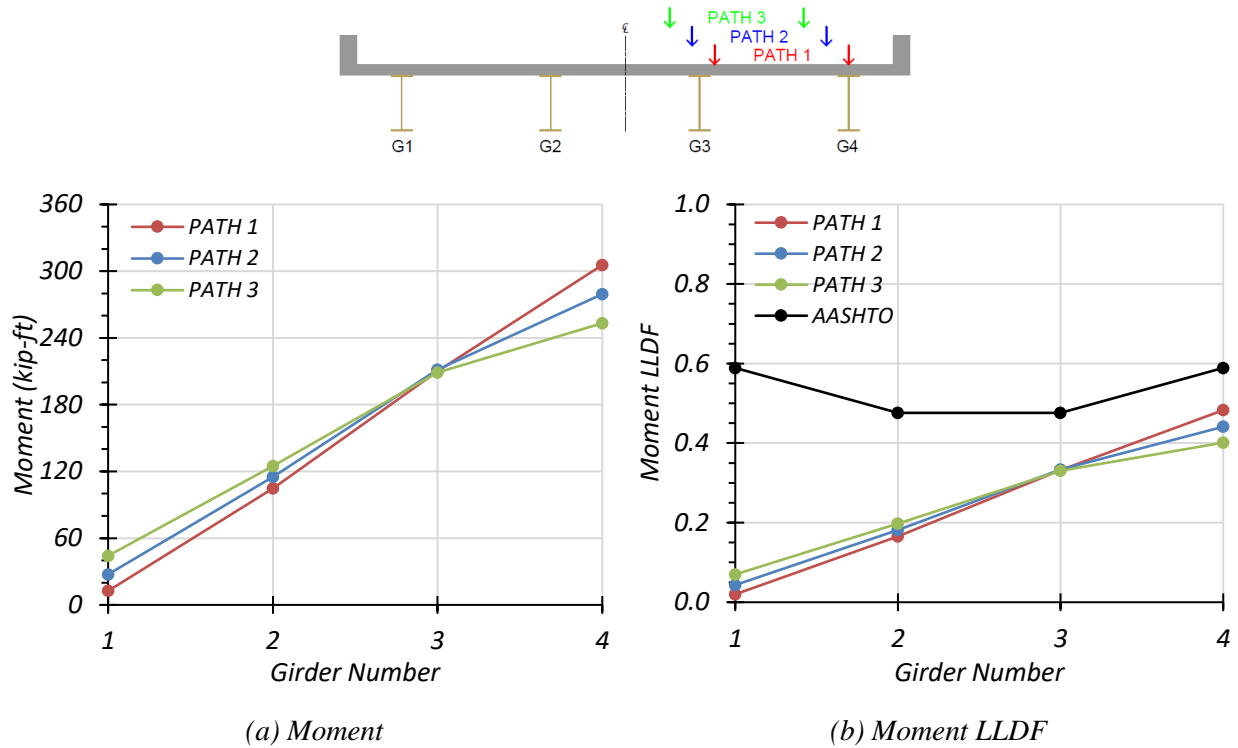 ℄
PATH 3
PATH 2
PATH 1
G1 G2 G3 G4
360
300
240
180
120
60
0
Moment (kip-ft)
PATH 1
PATH 2
PATH 3
1 2 3 4
Girder Number
(a) Moment
1.0
0.8
0.6
0.4
0.2
0.0
Moment LLDF
PATH 1
PATH 2
PATH 3
AASHTO
1 2 3 4
Girder Number
(b) Moment LLDF